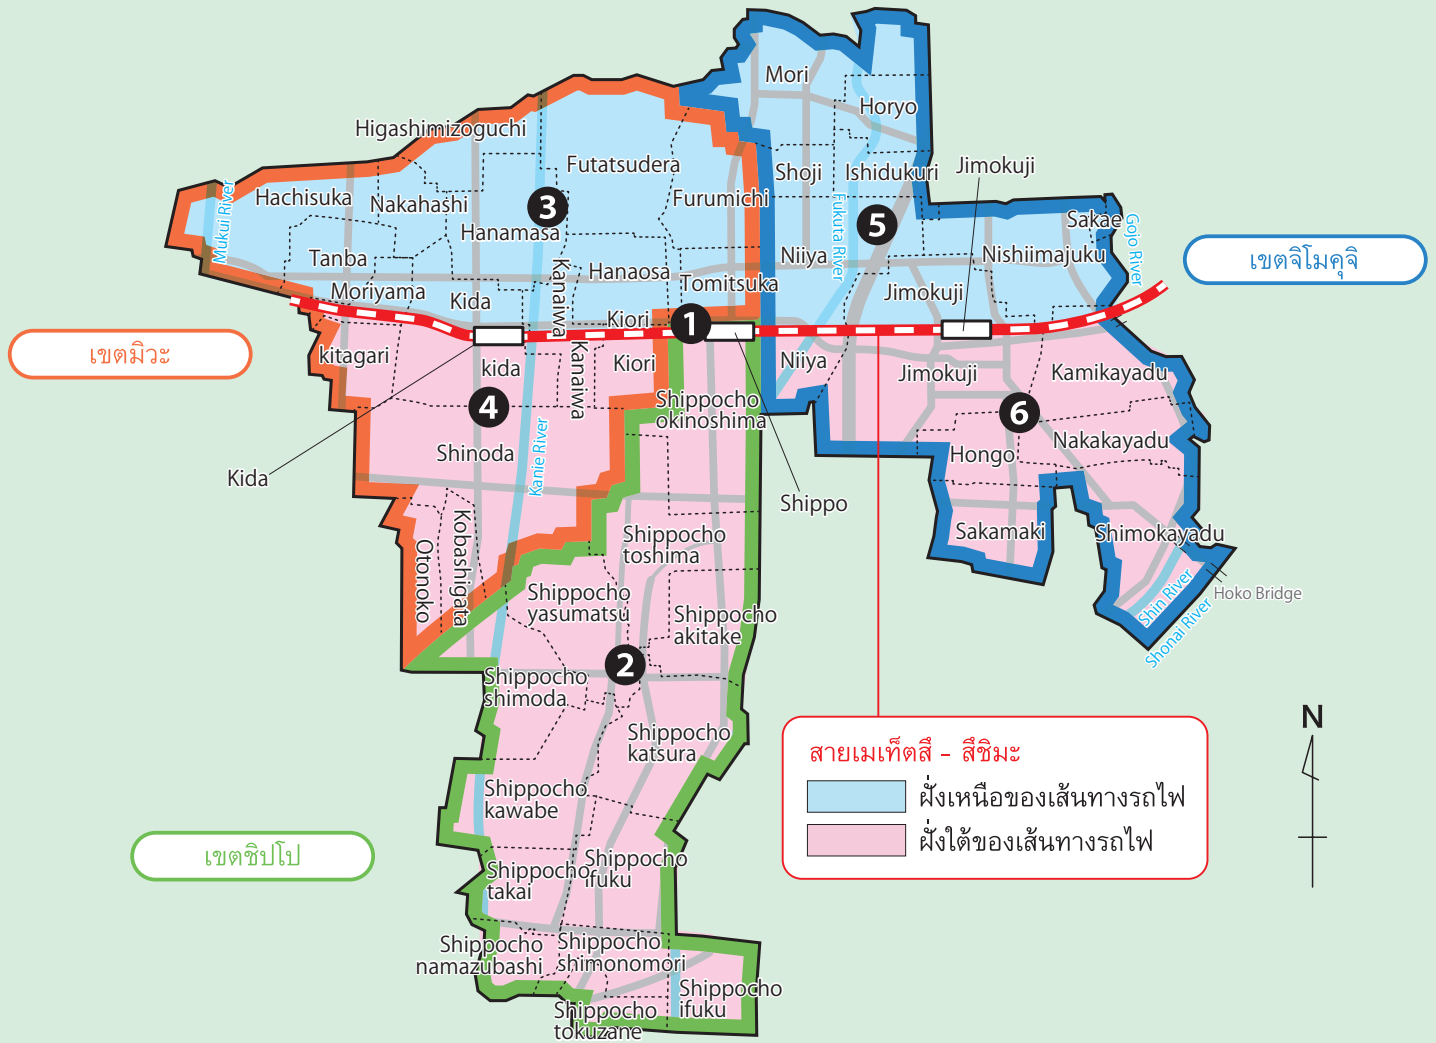 Mori
Horyo
Higashimizoguchi
Futatsudera
Shoji
Ishidukuri
Jimokuji
Hachisuka
Nakahashi
Furumichi
Mukui River
3
5
Hanamasa
Fukuta River
Sakae
Gojo River
Tanba
Hanaosa
Niiya
Nishiimajuku
เขตจิโมคุจิ
Moriyama
Kida
Kanaiwa
Tomitsuka
Jimokuji
Kiori
1
เขตมิวะ
kitagari
kida
Kanaiwa
Kiori
Niiya
Jimokuji
Kamikayadu
4
Shippocho
okinoshima
6
Shinoda
Kanie River
Hongo
Nakakayadu
Kida
Shippo
Otonoko
Kobashigata
Shippocho
toshima
Sakamaki
Shimokayadu
Shippocho
yasumatsu
Shippocho
akitake
Shin River
Shonai River
Hoko Bridge
2
Shippocho
shimoda
Shippocho
katsura
N
สายเมเท็ตสึ - สึชิมะ
ฝั่งเหนือของเส้นทางรถไฟ
ฝั่งใต้ของเส้นทางรถไฟ
Shippocho
kawabe
เขตชิปโป
Shippocho
takai
Shippocho
ifuku
Shippocho
namazubashi
Shippocho
shimonomori
Shippocho
ifuku
Shippocho
tokuzane